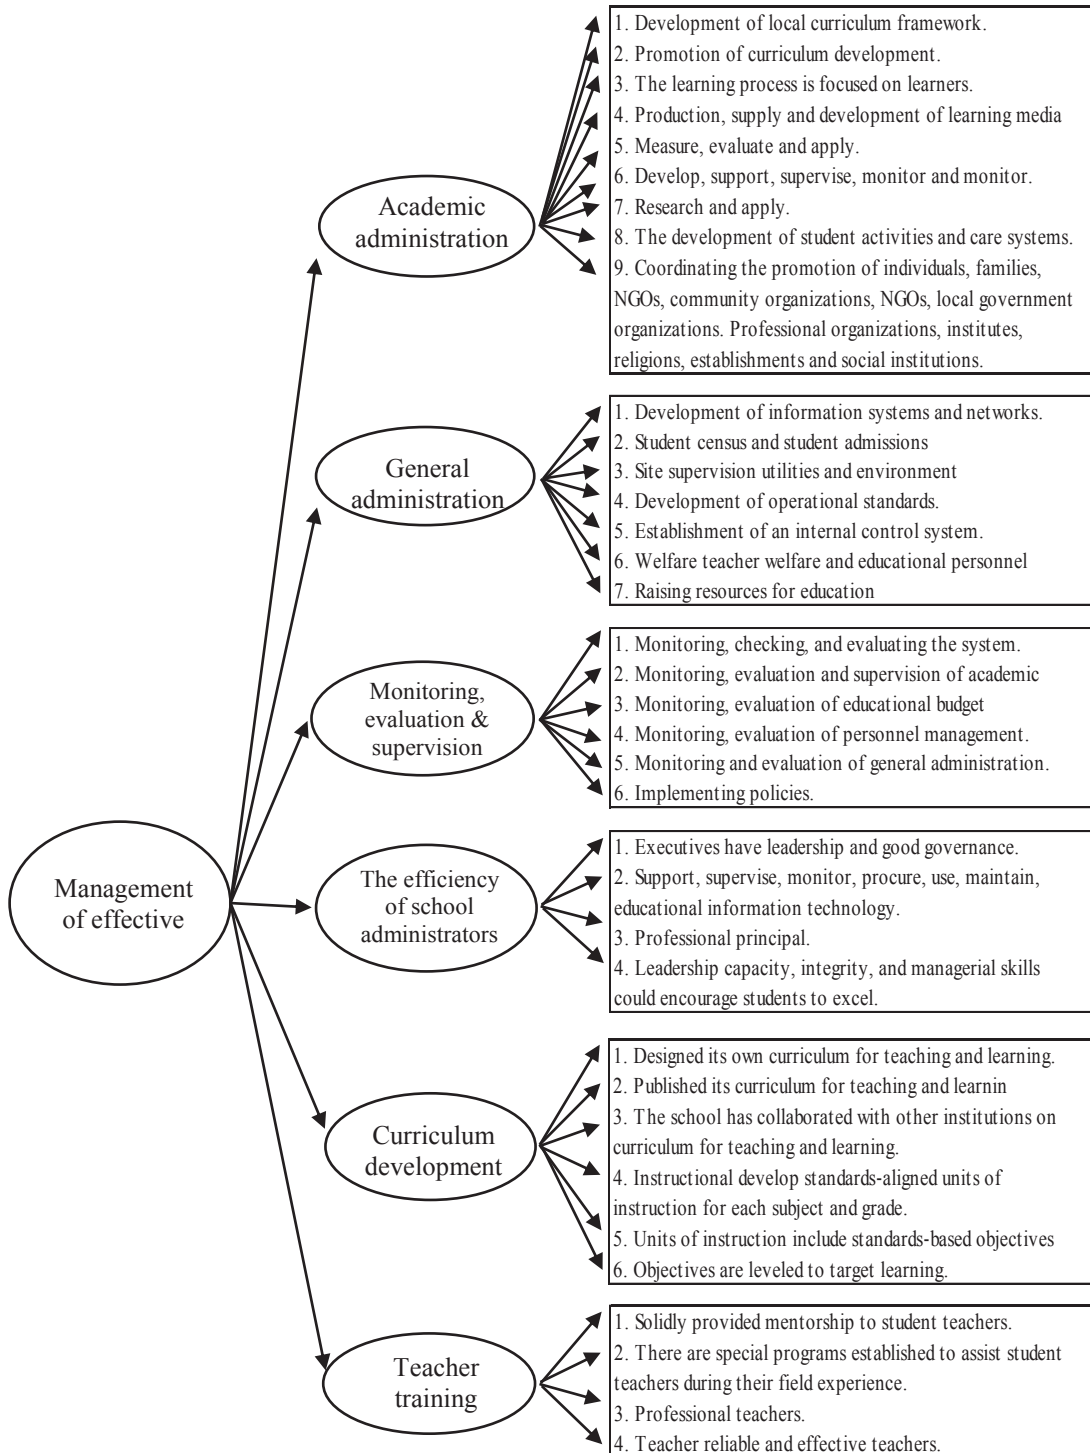 Academic
administration
1. Development of local curriculum framework.
2. Promotion of curriculum development.
3. The learning process is focused on learners.
4. Production, supply and development of learning media
5. Measure, evaluate and apply.
6. Develop, support, supervise, monitor and monitor.
7. Research and apply.
8. The development of student activities and care systems.
9. Coordinating the promotion of individuals, families,
NGOs, community organizations, NGOs, local government
organizations. Professional organizations, institutes,
religions, establishments and social institutions.
General
administration
1. Development of information systems and networks.
2. Student census and student admissions
3. Site supervision utilities and environment
4. Development of operational standards.
5. Establishment of an internal control system.
6. Welfare teacher welfare and educational personnel
7. Raising resources for education
Monitoring,
evaluation &
supervision
1. Monitoring, checking, and evaluating the system.
2. Monitoring, evaluation and supervision of academic
3. Monitoring, evaluation of educational budget
4. Monitoring, evaluation of personnel management.
5. Monitoring and evaluation of general administration.
6. Implementing policies.
Management
of effective
The efficiency
of school
administrators
1. Executives have leadership and good governance.
2. Support, supervise, monitor, procure, use, maintain,
educational information technology.
3. Professional principal.
4. Leadership capacity, integrity, and managerial skills
could encourage students to excel.
Curriculum
development
1. Designed its own curriculum for teaching and learning.
2. Published its curriculum for teaching and learnin
3. The school has collaborated with other institutions on
curriculum for teaching and learning.
4. Instructional develop standards-aligned units of
instruction for each subject and grade.
5. Units of instruction include standards-based objectives
6. Objectives are leveled to target learning.
Teacher
training
1. Solidly provided mentorship to student teachers.
2. There are special programs established to assist student
teachers during their field experience.
3. Professional teachers.
4. Teacher reliable and effective teachers.